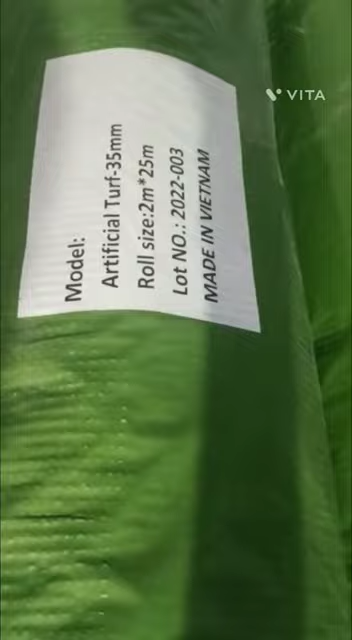 VITA
Model:
Artificial Turf-35mm
Roll size:2m*25m
Lot NO.: 2022-003
MADE IN VIETNAM